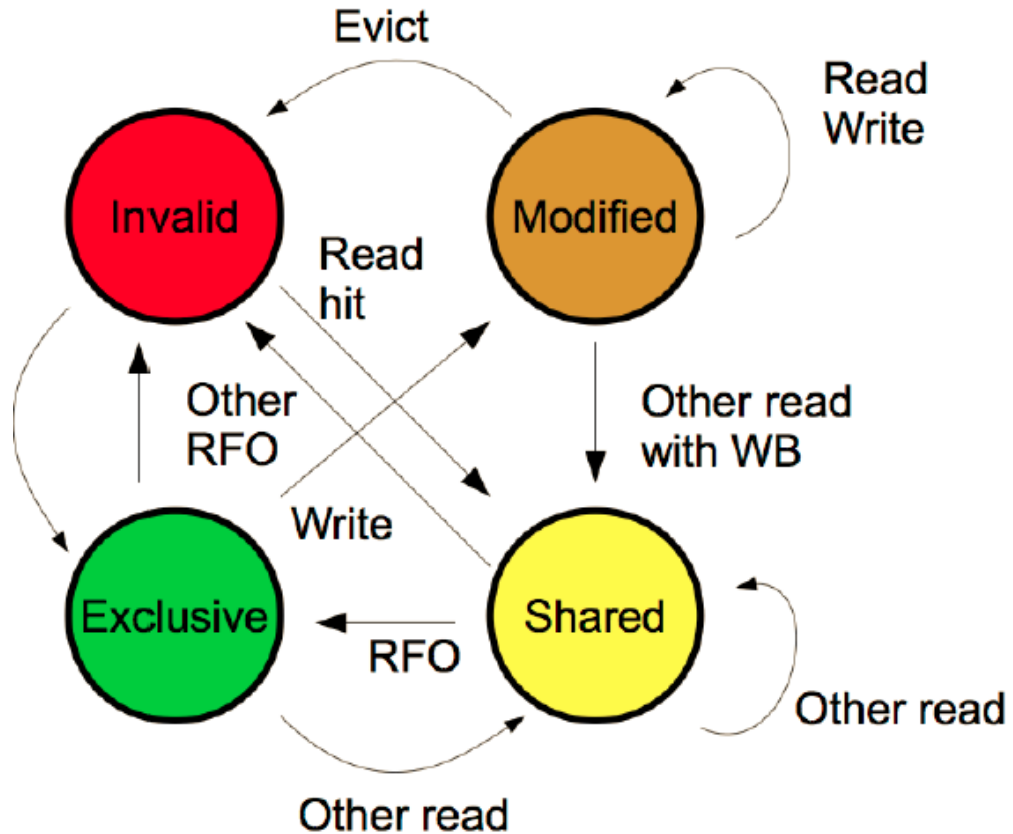 Evict
Read
Write
Invalid
Modified
Read
hit
Other
RFO
Other read
with WB
Write
Exclusive
Shared
RFO
Other read
Other read